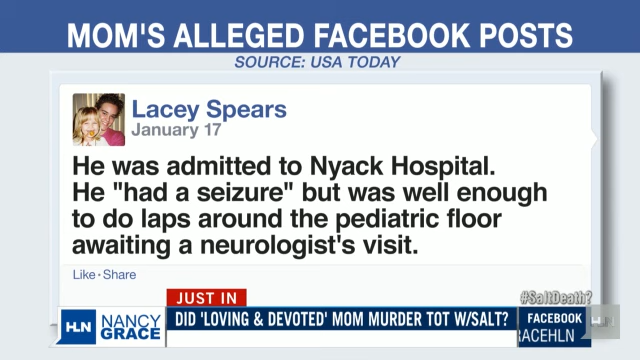 MOM'S ALLEGED FACEBOOK POSTS
SOURCE: USA TODAY
Lacey Spears
January 17
He was admitted to Nyack Hospital.
He "had a seizure" but was well enough
to do laps around the pediatric floor
awaiting a neurologist's visit.
Like · Share
#SaltDeath?
JUST IN
HLN NANCY GRACE
DID 'LOVING & DEVOTED' MOM MURDER TOT W/SALT?
FACEBOOK
RACEHLN
HLN